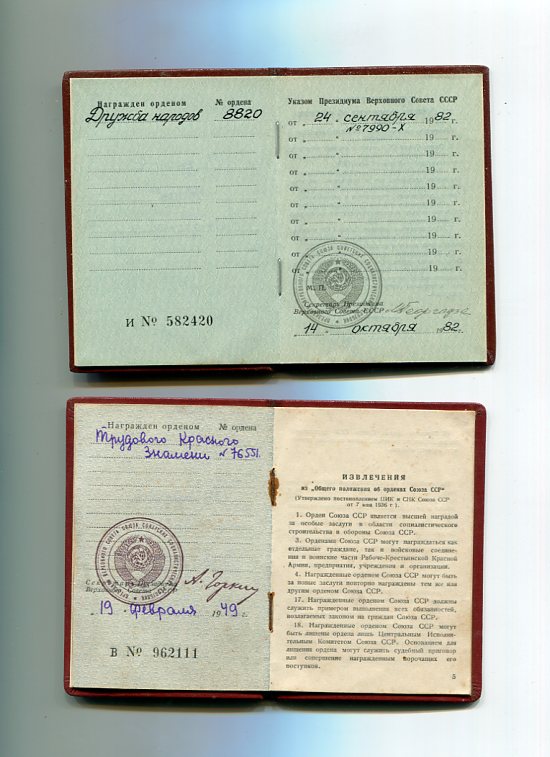 Награжден орденом № ордена
Дружба народов 8820
И № 582420
Указом Президиума Верховного Совета СССР
от „ 24 „ сентября 1982 г.
№ 7990-X
от „ „ 19 г.
от „ „ 19 г.
от „ „ 19 г.
от „ „ 19 г.
от „ „ 19 г.
от „ „ 19 г.
от „ „ 19 г.
от „ „ 19 г.
от „ „ 19 г.
М. П.
Секретарь Президиума
Верховного Совета СССР
„ 14 „ октября 1982 г.
Награжден орденом № ордена
Трудового Красного
Знамени № 76551.
Секретарь Президиума
Верховного Совета СССР А. Горкин
„ 19 „ февраля 1949 г.
В № 962111
ИЗВЛЕЧЕНИЯ
из „Общего положения об орденах Союза ССР“
(Утверждено постановлением ЦИК и СНК Союза ССР
от 7 мая 1936 г.).
1. Орден Союза ССР является высшей наградой
за особые заслуги в области социалистического
строительства и обороны Союза ССР.
3. Орденами Союза ССР могут награждаться как
отдельные граждане, так и войсковые соедине-
ния и воинские части Рабоче-Крестьянской Красной
Армии, предприятия, учреждения и организации.
4. Награжденные орденом Союза ССР могут быть
за новые заслуги повторно награждены тем же или
другим орденом Союза ССР.
17. Награжденные орденом Союза ССР должны
служить примером выполнения всех обязанностей,
возлагаемых законом на граждан Союза ССР.
18. Награжденные орденом Союза ССР могут
быть лишены ордена лишь Центральным Исполни-
тельным Комитетом Союза ССР. Основанием для
лишения ордена могут служить судебный приговор
или совершение награжденным порочащих его
поступков.
5